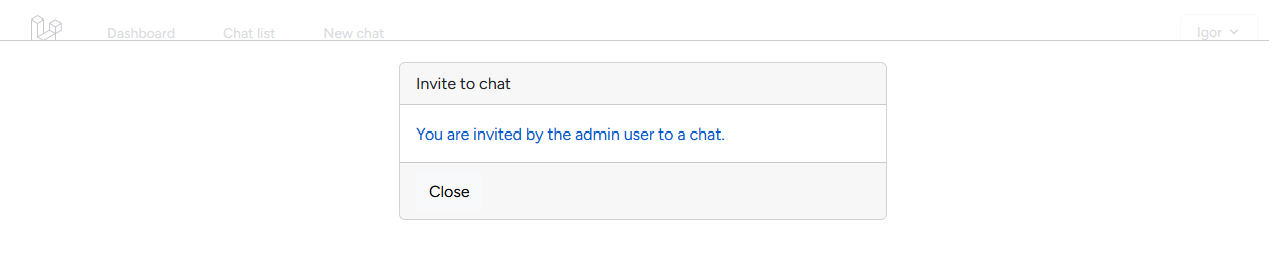 Dashboard Chat list New chat Igor
Invite to chat
You are invited by the admin user to a chat.
Close